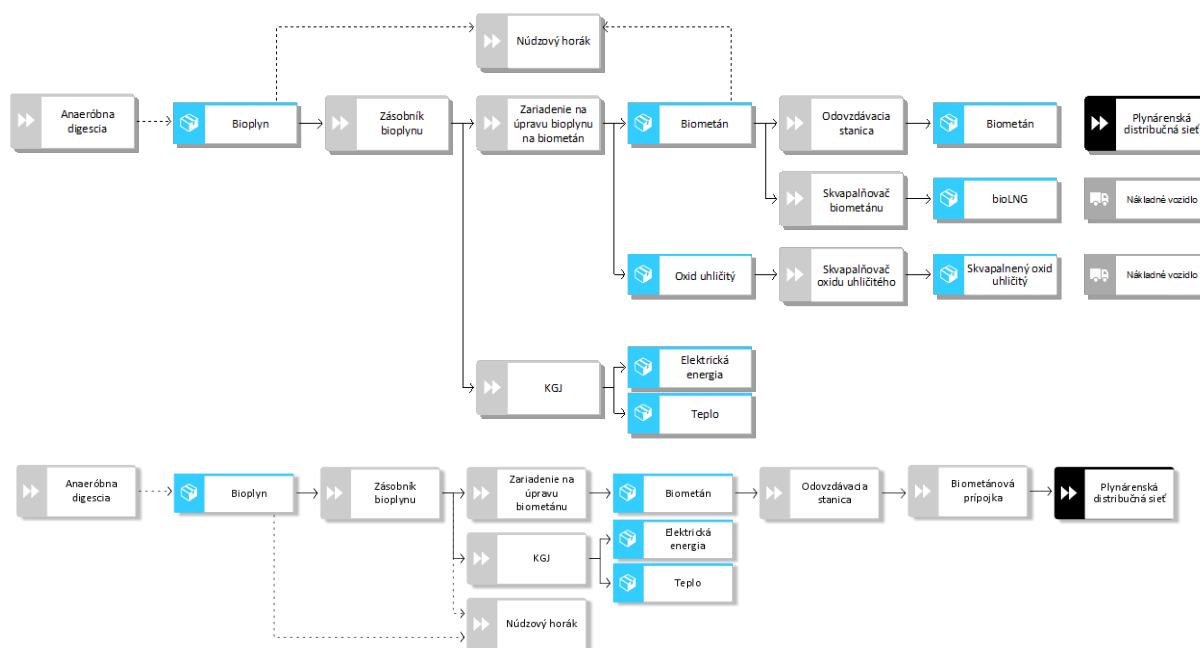 Núdzový horák
Anaeróbna
digescia
Bioplyn
Zásobník
bioplynu
Zariadenie na
úpravu bioplynu
na biometán
Biometán
Odovzdávacia
stanica
Biometán
Plynárenská
distribučná sieť
Skvapalňovač
biometánu
bioLNG
Nákladné vozidlo
Oxid uhličitý
Skvapalňovač
oxidu uhličitého
Skvapalnený oxid
uhličitý
Nákladné vozidlo
KGJ
Elektrická
energia
Teplo
Anaeróbna
digescia
Bioplyn
Zásobník
bioplynu
Zariadenie na
úpravu
biometánu
Biometán
Odovzdávacia
stanica
Biometánová
prípojka
Plynárenská
distribučná sieť
KGJ
Elektrická
energia
Teplo
Núdzový horák